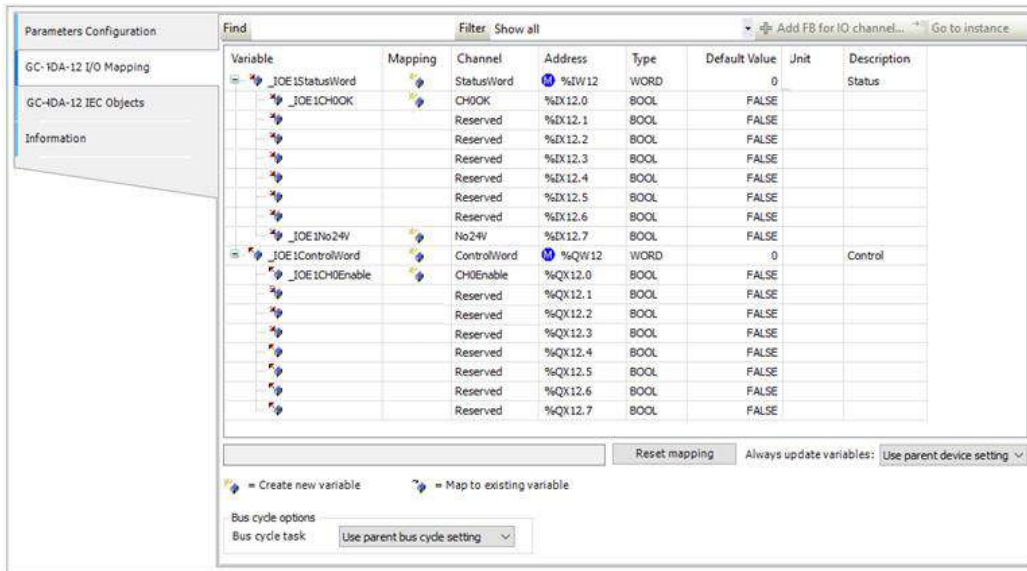 Parameters Configuration
GC-4DA-12 I/O Mapping
GC-4DA-12 IEC Objects
Information
Find Filter Show all Add FB for IO channel... Go to instance
Variable Mapping Channel Address Type Default Value Unit Description
_IOE1StatusWord StatusWord %IW12 WORD 0 Status
_IOE1CH0OK CH0OK %IX12.0 BOOL FALSE
Reserved %IX12.1 BOOL FALSE
Reserved %IX12.2 BOOL FALSE
Reserved %IX12.3 BOOL FALSE
Reserved %IX12.4 BOOL FALSE
Reserved %IX12.5 BOOL FALSE
Reserved %IX12.6 BOOL FALSE
_IOE1No24V No24V %IX12.7 BOOL FALSE
_IOE1ControlWord ControlWord %QW12 WORD 0 Control
_IOE1CH0Enable CH0Enable %QX12.0 BOOL FALSE
Reserved %QX12.1 BOOL FALSE
Reserved %QX12.2 BOOL FALSE
Reserved %QX12.3 BOOL FALSE
Reserved %QX12.4 BOOL FALSE
Reserved %QX12.5 BOOL FALSE
Reserved %QX12.6 BOOL FALSE
Reserved %QX12.7 BOOL FALSE
Reset mapping Always update variables: Use parent device setting
= Create new variable = Map to existing variable
Bus cycle options
Bus cycle task Use parent bus cycle setting